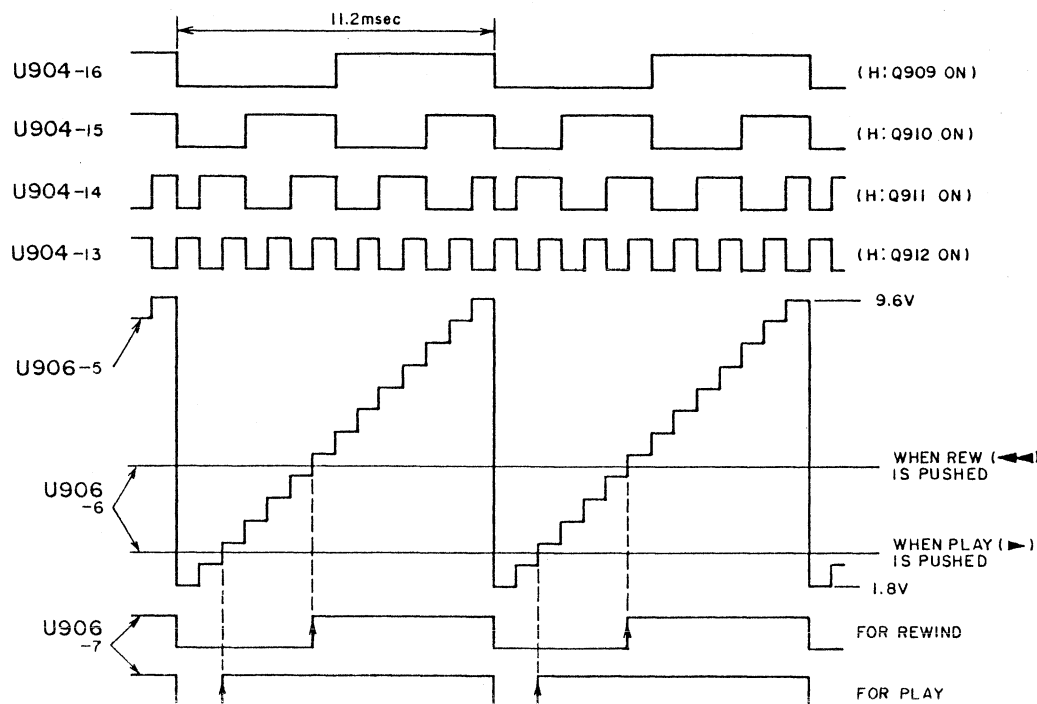 11.2msec
U904-16
(H:Q909 ON)
U904-15
(H:Q910 ON)
U904-14
(H:Q911 ON)
U904-13
(H:Q912 ON)
9.6V
U906-5
WHEN REW (◄◄)
IS PUSHED
U906
-6
WHEN PLAY (►)
IS PUSHED
1.8V
U906
-7
FOR REWIND
FOR PLAY